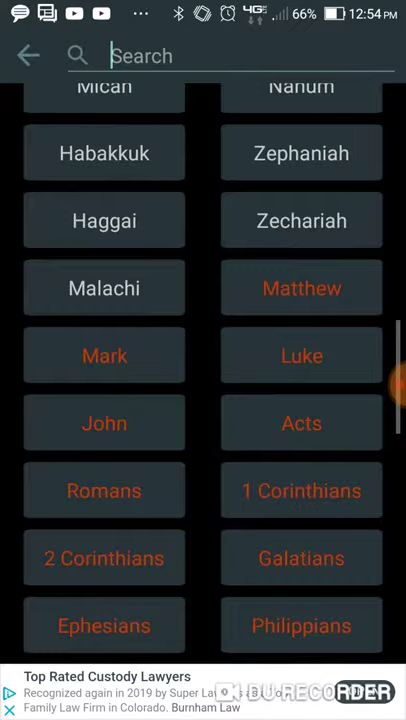 4G 66% 12:54 PM
Search
Micah Nahum
Habakkuk Zephaniah
Haggai Zechariah
Malachi Matthew
Mark Luke
John Acts
Romans 1 Corinthians
2 Corinthians Galatians
Ephesians Philippians
Top Rated Custody Lawyers
Recognized again in 2019 by Super Law
Family Law Firm in Colorado. Burnham Law
DU RECORDER